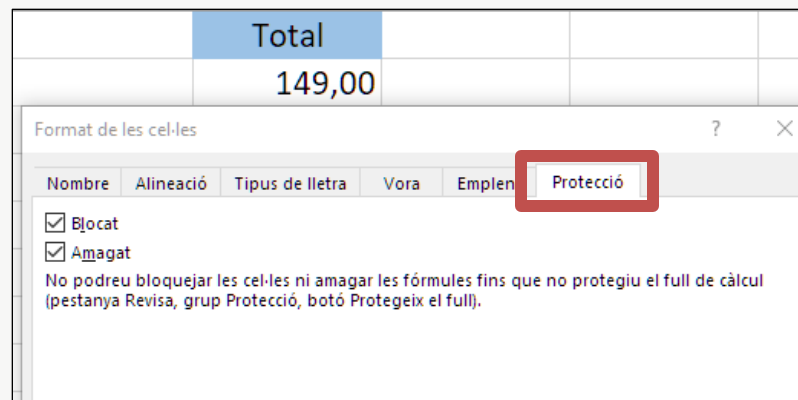 Total
149,00
Format de les cel·les ?
Nombre Alineació Tipus de lletra Vora Emplen Protecció
Blocat
Amagat
No podreu bloquejar les cel·les ni amagar les fórmules fins que no protegiu el full de càlcul
(pestanya Revisa, grup Protecció, botó Protegeix el full).